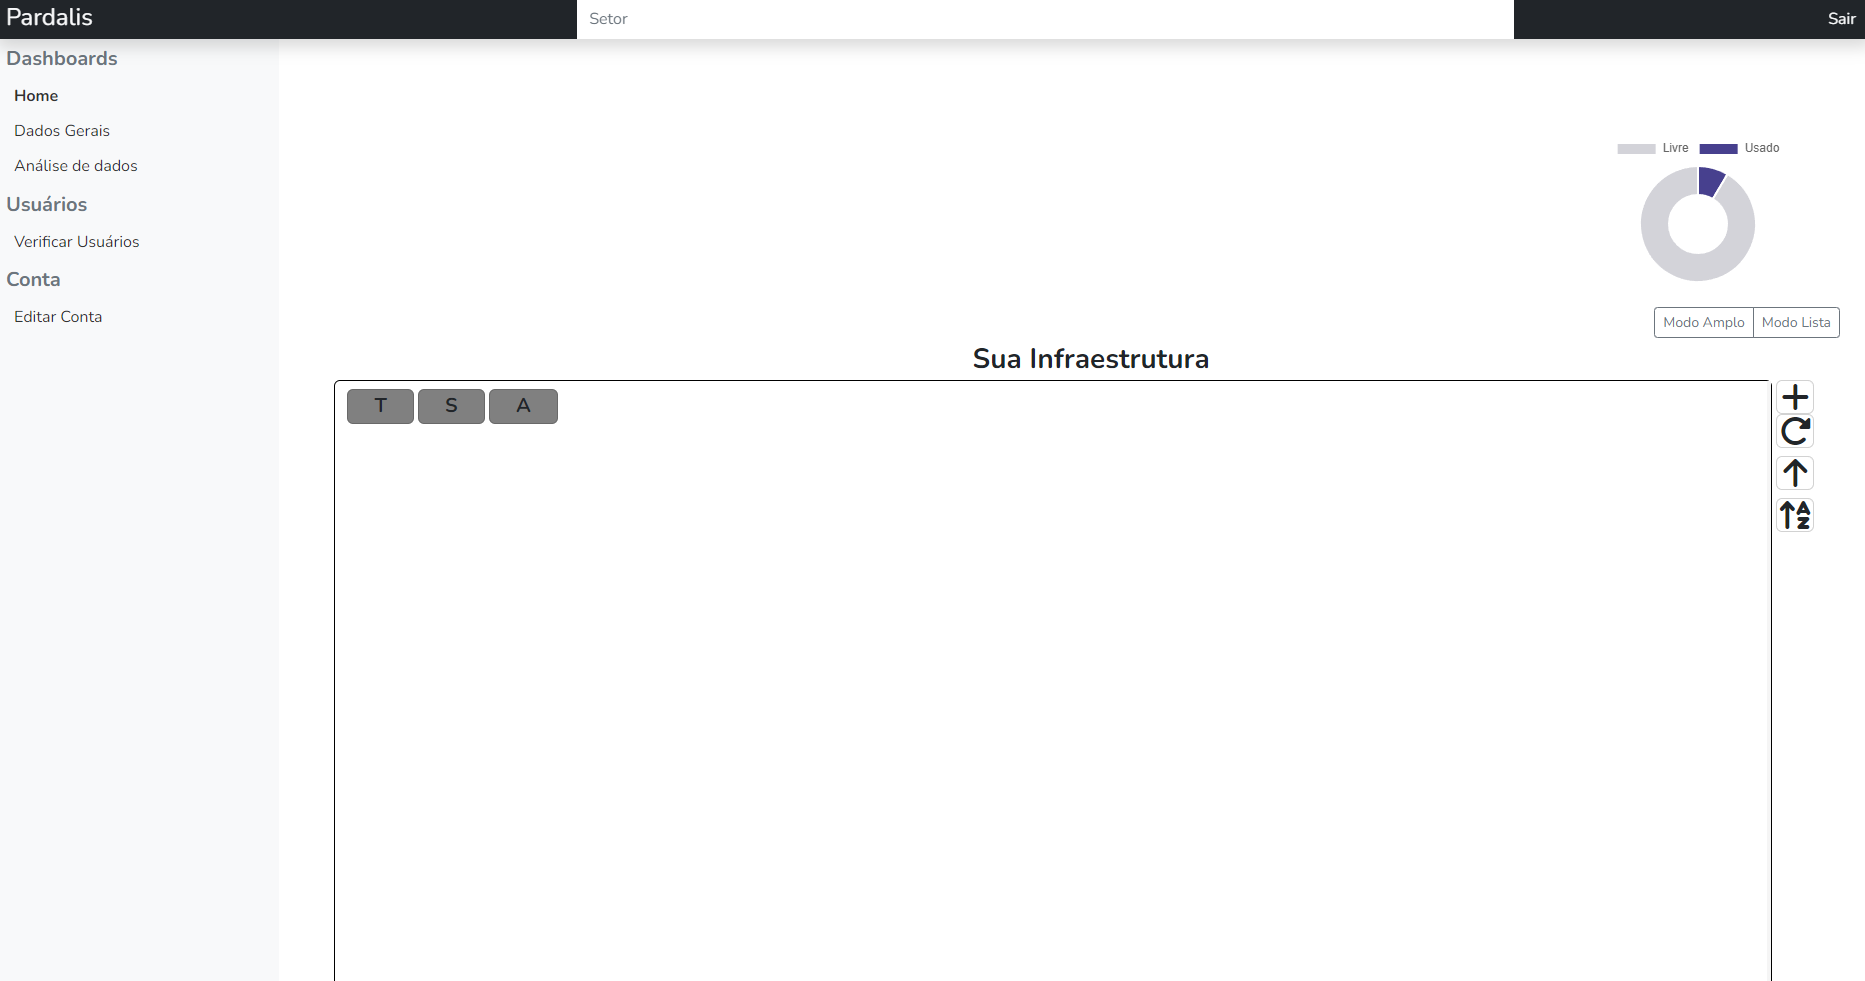 Pardalis
Setor
Sair
Dashboards
Home
Dados Gerais
Análise de dados
Usuários
Verificar Usuários
Conta
Editar Conta
Livre Usado
Modo Amplo Modo Lista
Sua Infraestrutura
T S A
A
Z